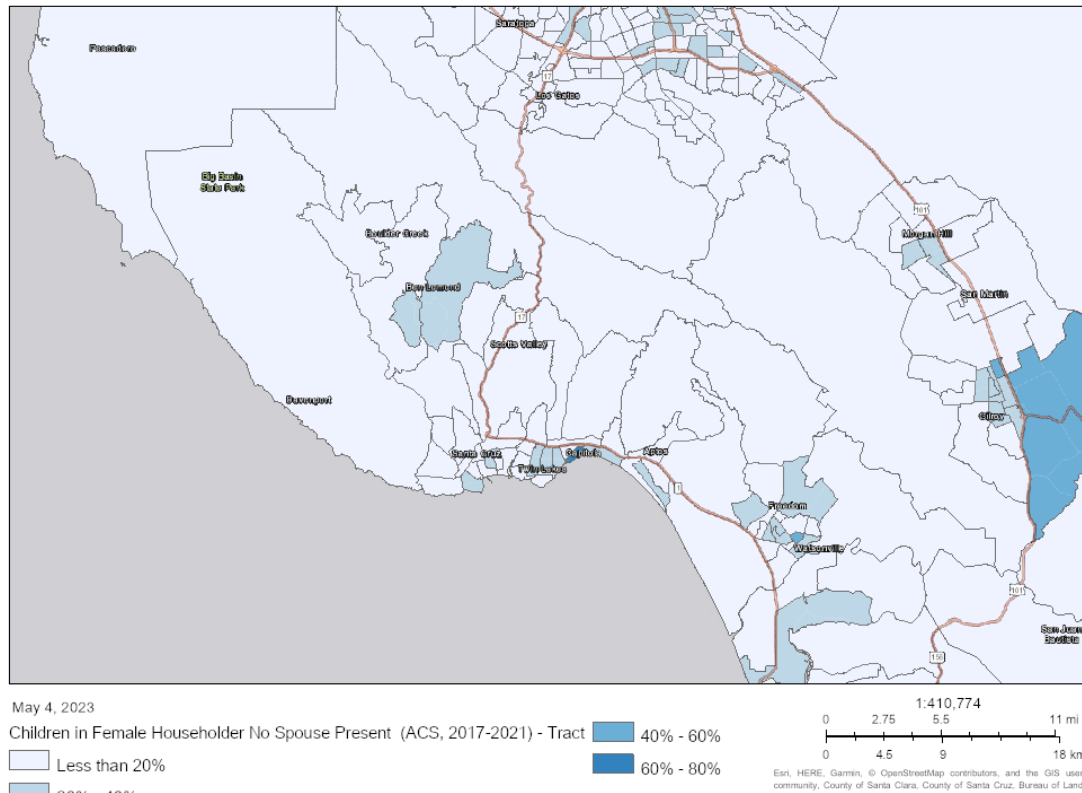 Saratoga
Pescadero
17
Los Gatos
Big Basin
State Park
101
Boulder Creek
Morgan Hill
Ben Lomond
San Martin
17
Scotts Valley
Davenport
Gilroy
Santa Cruz
Capitola
Aptos
Twin Lakes
1
Freedom
Watsonville
101
San Juan
Bautista
156
May 4, 2023
1:410,774
0 2.75 5.5 11 mi
0 4.5 9 18 km
Children in Female Householder No Spouse Present (ACS, 2017-2021) - Tract
Less than 20%
40% - 60%
60% - 80%
Esri, HERE, Garmin, © OpenStreetMap contributors, and the GIS user
community, County of Santa Clara, County of Santa Cruz, Bureau of Land